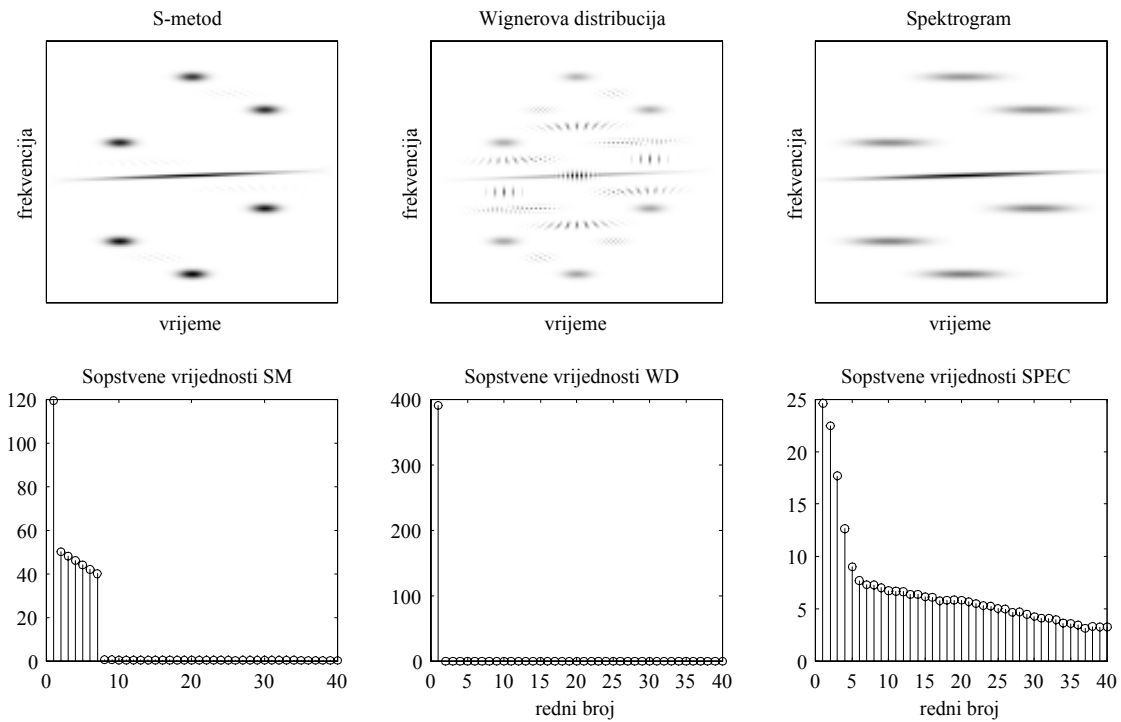 S-metod
Wignerova distribucija
Spektrogram
frekvencija
frekvencija
frekvencija
vrijeme
vrijeme
vrijeme
Sopstvene vrijednosti SM
Sopstvene vrijednosti WD
Sopstvene vrijednosti SPEC
120
100
80
60
40
20
0
0 10 20 30 40
400
300
200
100
0
0 5 10 15 20 25 30 35 40
redni broj
25
20
15
10
5
0
0 5 10 15 20 25 30 35 40
redni broj